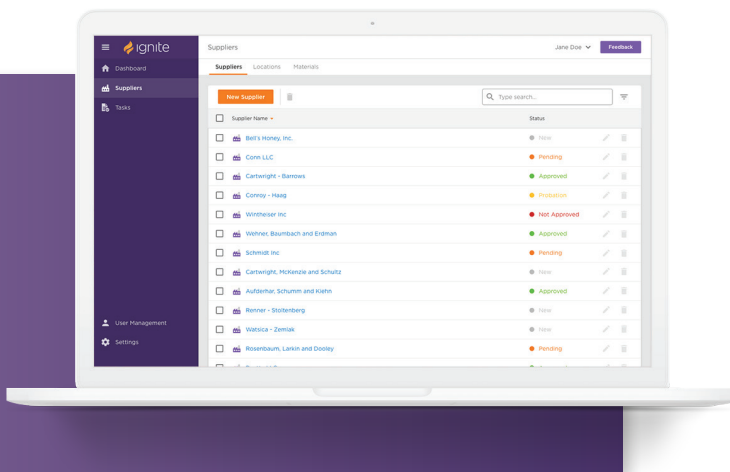 ignite
Suppliers
Jane Doe
Feedback
Dashboard
Suppliers
Tasks
User Management
Settings
Suppliers Locations Materials
New Supplier
Type search...
Supplier Name Status
Bell's Honey, Inc. New
Conn LLC Pending
Cartwright - Barrows Approved
Conroy - Haag Probation
Wintheiser Inc Not Approved
Wehner, Baumbach and Erdman Approved
Schmidt Inc Pending
Cartwright, McKenzie and Schultz New
Aufderhar, Schumm and Kiehn Approved
Renner - Stoltenberg New
Watsica - Zemlak New
Rosenbaum, Larkin and Dooley Pending